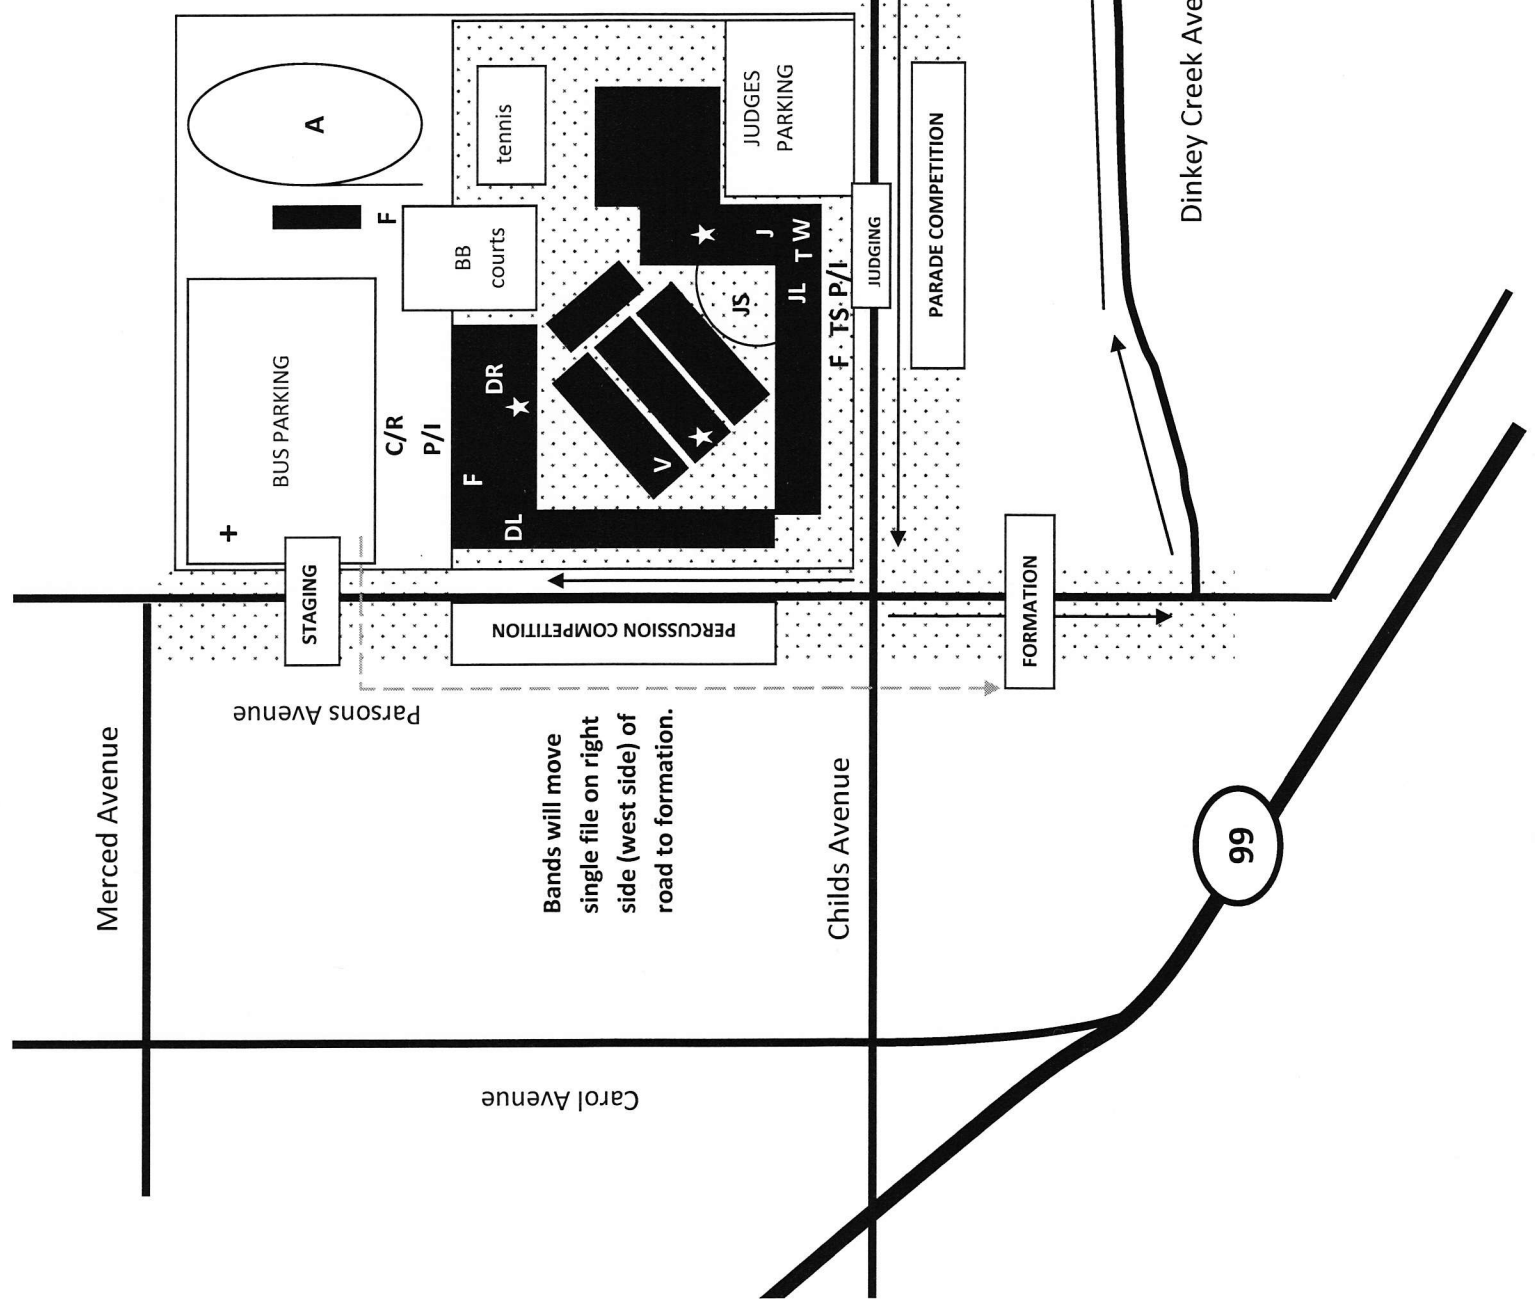 A
F
BUS PARKING
+
C/R
P/I
STAGING
tennis
BB
courts
JUDGES
PARKING
DR
F
DL
V
JS
J
T W
JL
F TS P/I
JUDGING
PARADE COMPETITION
PERCUSSION COMPETITION
FORMATION
Dinkey Creek Ave
Parsons Avenue
Merced Avenue
Bands will move
single file on right
side (west side) of
road to formation.
Childs Avenue
Carol Avenue
99